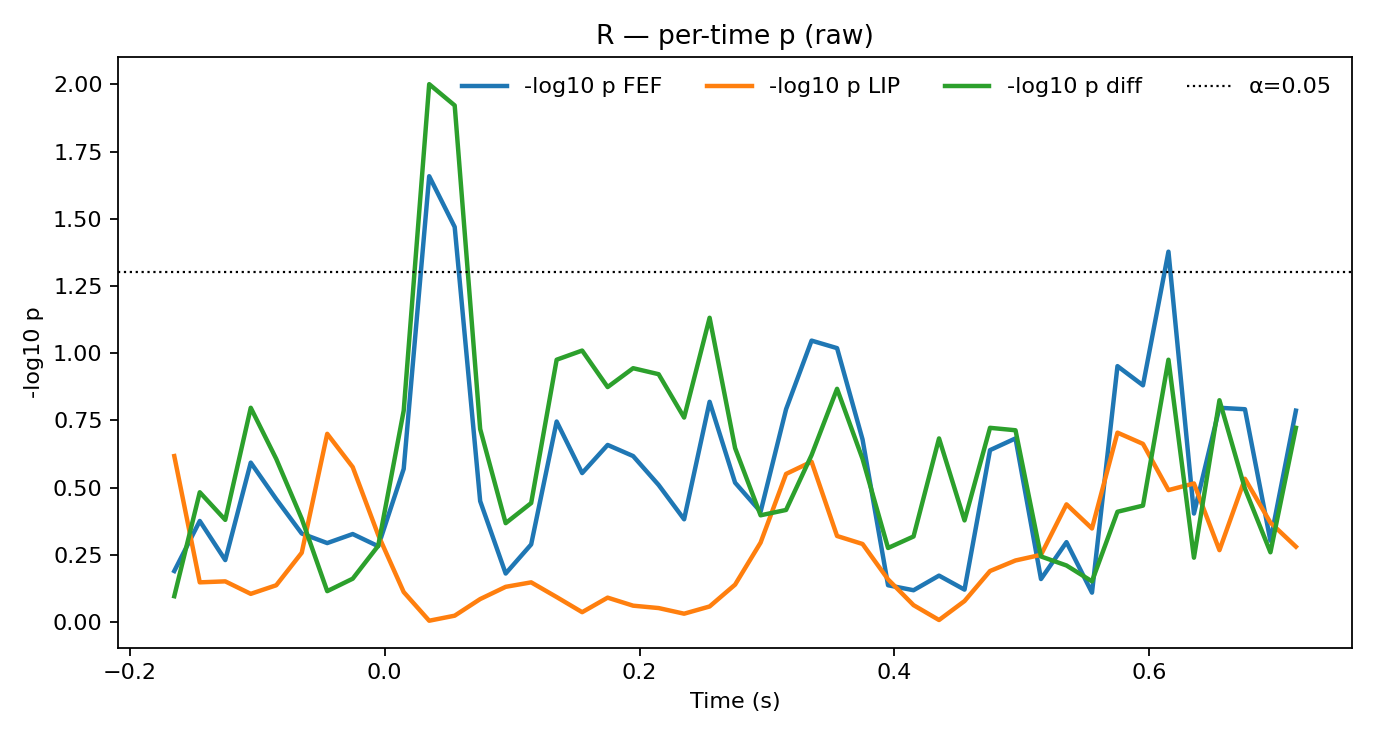 R — per-time p (raw)
-log10 p FEF
-log10 p LIP
-log10 p diff
α=0.05
2.00
1.75
1.50
1.25
1.00
0.75
0.50
0.25
0.00
-log10 p
−0.2
0.0
0.2
0.4
0.6
Time (s)